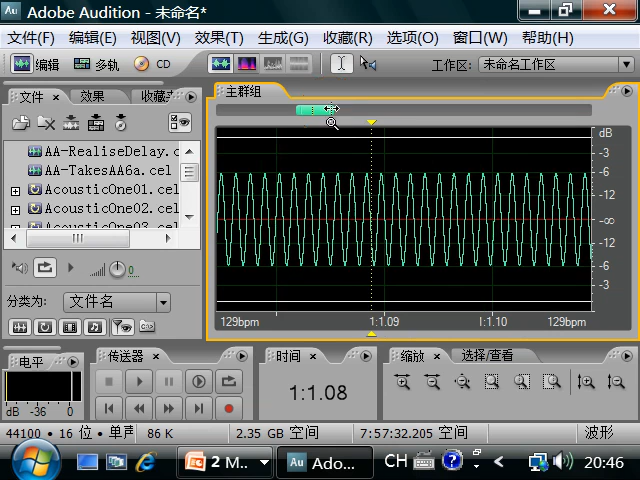 Au Adobe Audition - 未命名*
文件(F) 编辑(E) 视图(V) 效果(T) 生成(G) 收藏(R) 选项(O) 窗口(W) 帮助(H)
编辑 多轨 CD 工作区: 未命名工作区
文件 × 效果 收藏 主群组
AA-RealiseDelay.c
AA-TakesAA6a.cel
AcousticOne01.cel
AcousticOne02.cel
AcousticOne03.cel
dB
-3
-6
-12
-∞
-12
-6
-3
129bpm 1:1.09 1:1.10 129bpm
0
分类为: 文件名
电平 × 传送器 × 时间 × 缩放 × 选择/查看
dB -36 0
1:1.08
44100 • 16 位 • 单声 86 K 2.35 GB 空间 7:57:32.205 空间 波形
2 M... Au Ado... CH 20:46